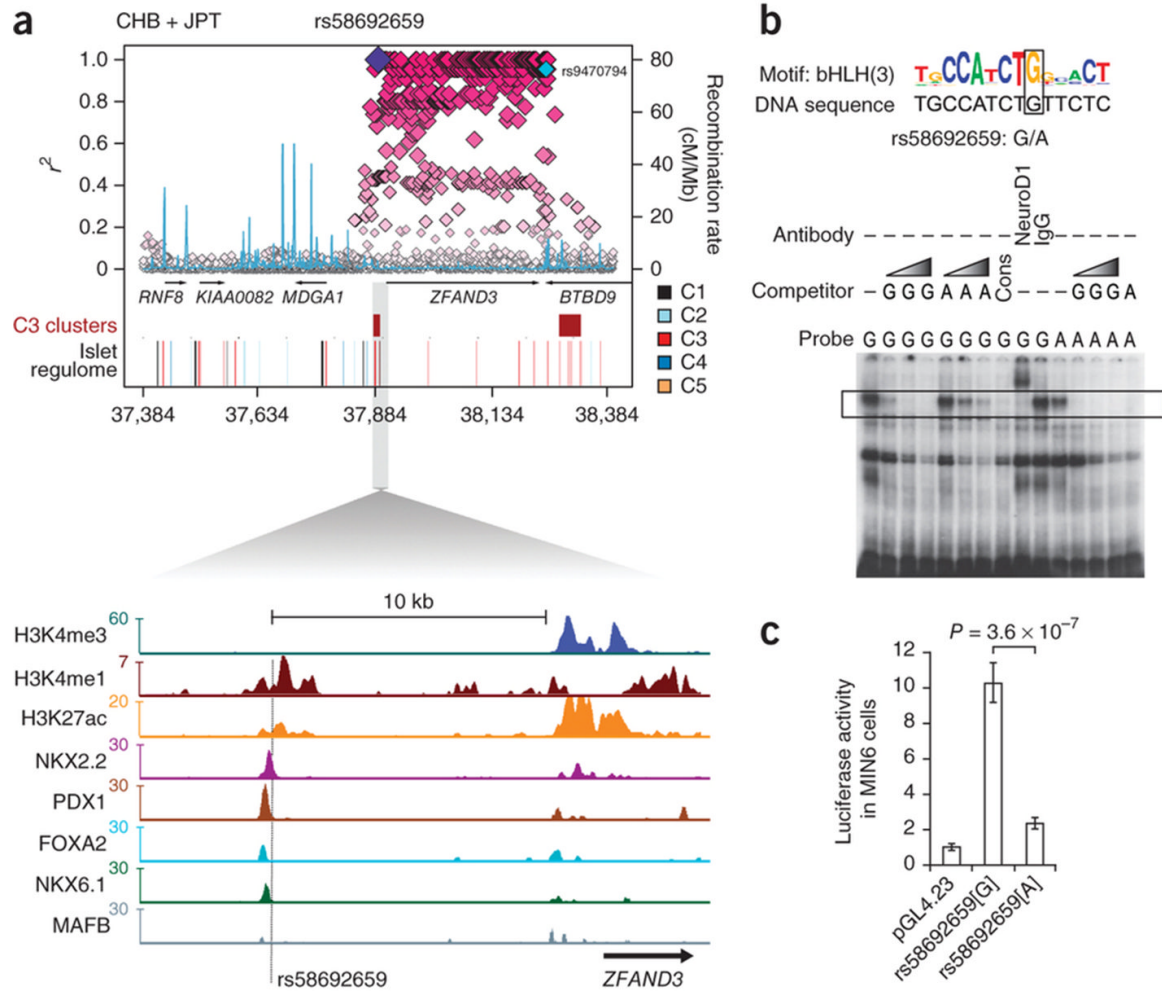 a
CHB + JPT
rs58692659
1.0
0.8
0.6
0.4
0.2
0
r²
80
60
40
20
0
Recombination rate
(cM/Mb)
rs9470794
RNF8
KIAA0082
MDGA1
ZFAND3
BTBD9
C3 clusters
Islet
regulome
C1
C2
C3
C4
C5
37,384
37,634
37,884
38,134
38,384
10 kb
H3K4me3
60
H3K4me1
7
H3K27ac
20
NKX2.2
30
PDX1
30
FOXA2
30
NKX6.1
30
MAFB
30
rs58692659
ZFAND3
b
Motif: bHLH(3)
TGCCATCTGGCACT
DNA sequence
TGCCATCTGTTCTC
rs58692659: G/A
Antibody
– – – – – – – – NeuroD1 IgG – – – – –
Competitor
– G G G A A A Cons – – – G G G A
Probe
G G G G G G G G G G A A A A A
c
P = 3.6 × 10⁻⁷
Luciferase activity
in MIN6 cells
12
10
8
6
4
2
0
pGL4.23
rs58692659[G]
rs58692659[A]